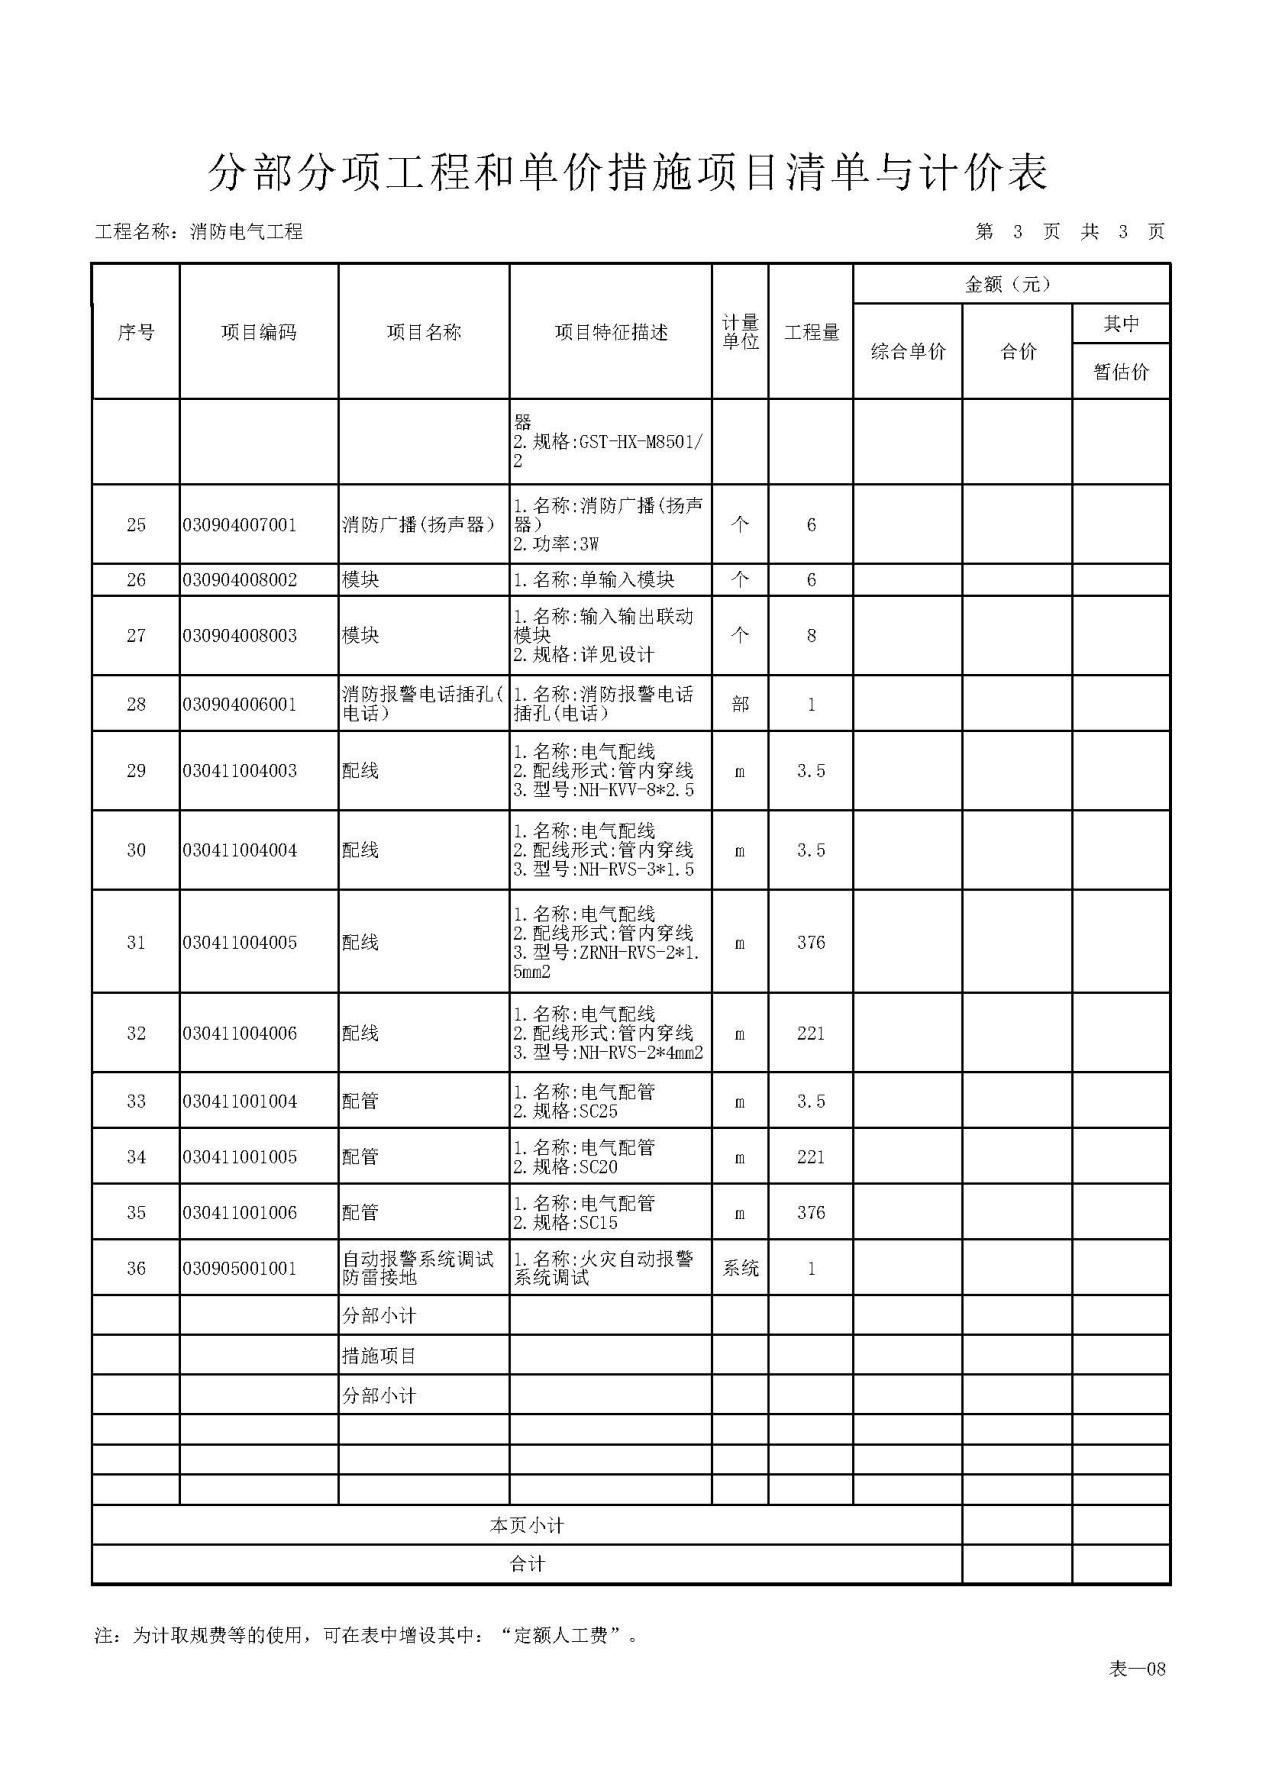 分部分项工程和单价措施项目清单与计价表
工程名称：消防电气工程 第 3 页 共 3 页
序号 项目编码 项目名称 项目特征描述 计量单位 工程量 金额（元）
综合单价 合价 其中
暂估价
器
2.规格:GST-HX-M8501/
2
25 030904007001 消防广播(扬声器) 1.名称:消防广播(扬声
器)
2.功率:3W
个 6
26 030904008002 模块 1.名称:单输入模块 个 6
27 030904008003 模块 1.名称:输入输出联动
模块
2.规格:详见设计
个 8
28 030904006001 消防报警电话插孔(
电话)
1.名称:消防报警电话
插孔(电话)
部 1
29 030411004003 配线 1.名称:电气配线
2.配线形式:管内穿线
3.型号:NH-KVV-8*2.5
m 3.5
30 030411004004 配线 1.名称:电气配线
2.配线形式:管内穿线
3.型号:NH-RVS-3*1.5
m 3.5
31 030411004005 配线 1.名称:电气配线
2.配线形式:管内穿线
3.型号:ZRNH-RVS-2*1.
5mm2
m 376
32 030411004006 配线 1.名称:电气配线
2.配线形式:管内穿线
3.型号:NH-RVS-2*4mm2
m 221
33 030411001004 配管 1.名称:电气配管
2.规格:SC25
m 3.5
34 030411001005 配管 1.名称:电气配管
2.规格:SC20
m 221
35 030411001006 配管 1.名称:电气配管
2.规格:SC15
m 376
36 030905001001 自动报警系统调试
防雷接地
1.名称:火灾自动报警
系统调试
系统 1
分部小计
措施项目
分部小计
本页小计
合计
注：为计取规费等的使用，可在表中增设其中：“定额人工费”。
表—08